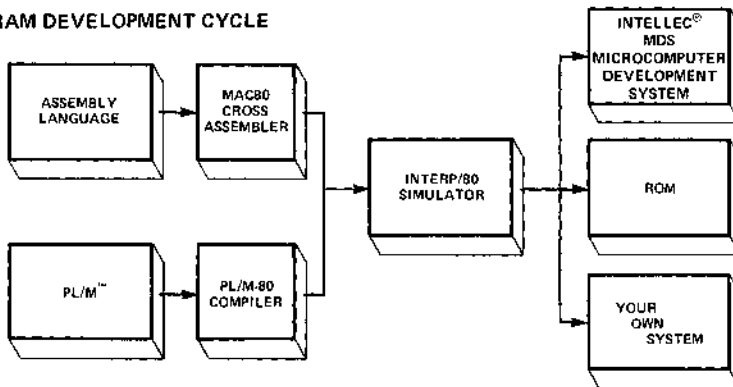 RAM DEVELOPMENT CYCLE
ASSEMBLY
LANGUAGE
MAC80
CROSS
ASSEMBLER
PL/M™
PL/M-80
COMPILER
INTERP/80
SIMULATOR
INTELLEC®
MDS
MICROCOMPUTER
DEVELOPMENT
SYSTEM
ROM
YOUR
OWN
SYSTEM